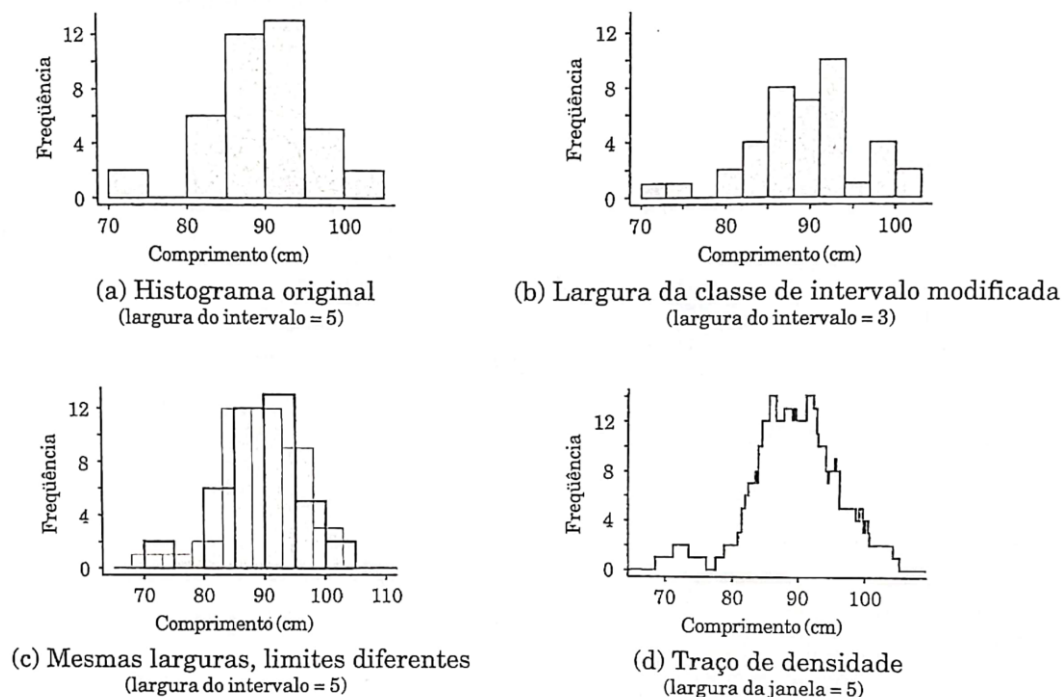 12
8
4
0
Freqüência
70 80 90 100
Comprimento (cm)
(a) Histograma original
(largura do intervalo = 5)
12
8
4
0
Freqüência
70 80 90 100
Comprimento (cm)
(b) Largura da classe de intervalo modificada
(largura do intervalo = 3)
12
8
4
0
Freqüência
70 80 90 100 110
Comprimento (cm)
(c) Mesmas larguras, limites diferentes
(largura do intervalo = 5)
12
8
4
0
Freqüência
70 80 90 100
Comprimento (cm)
(d) Traço de densidade
(largura da janela = 5)